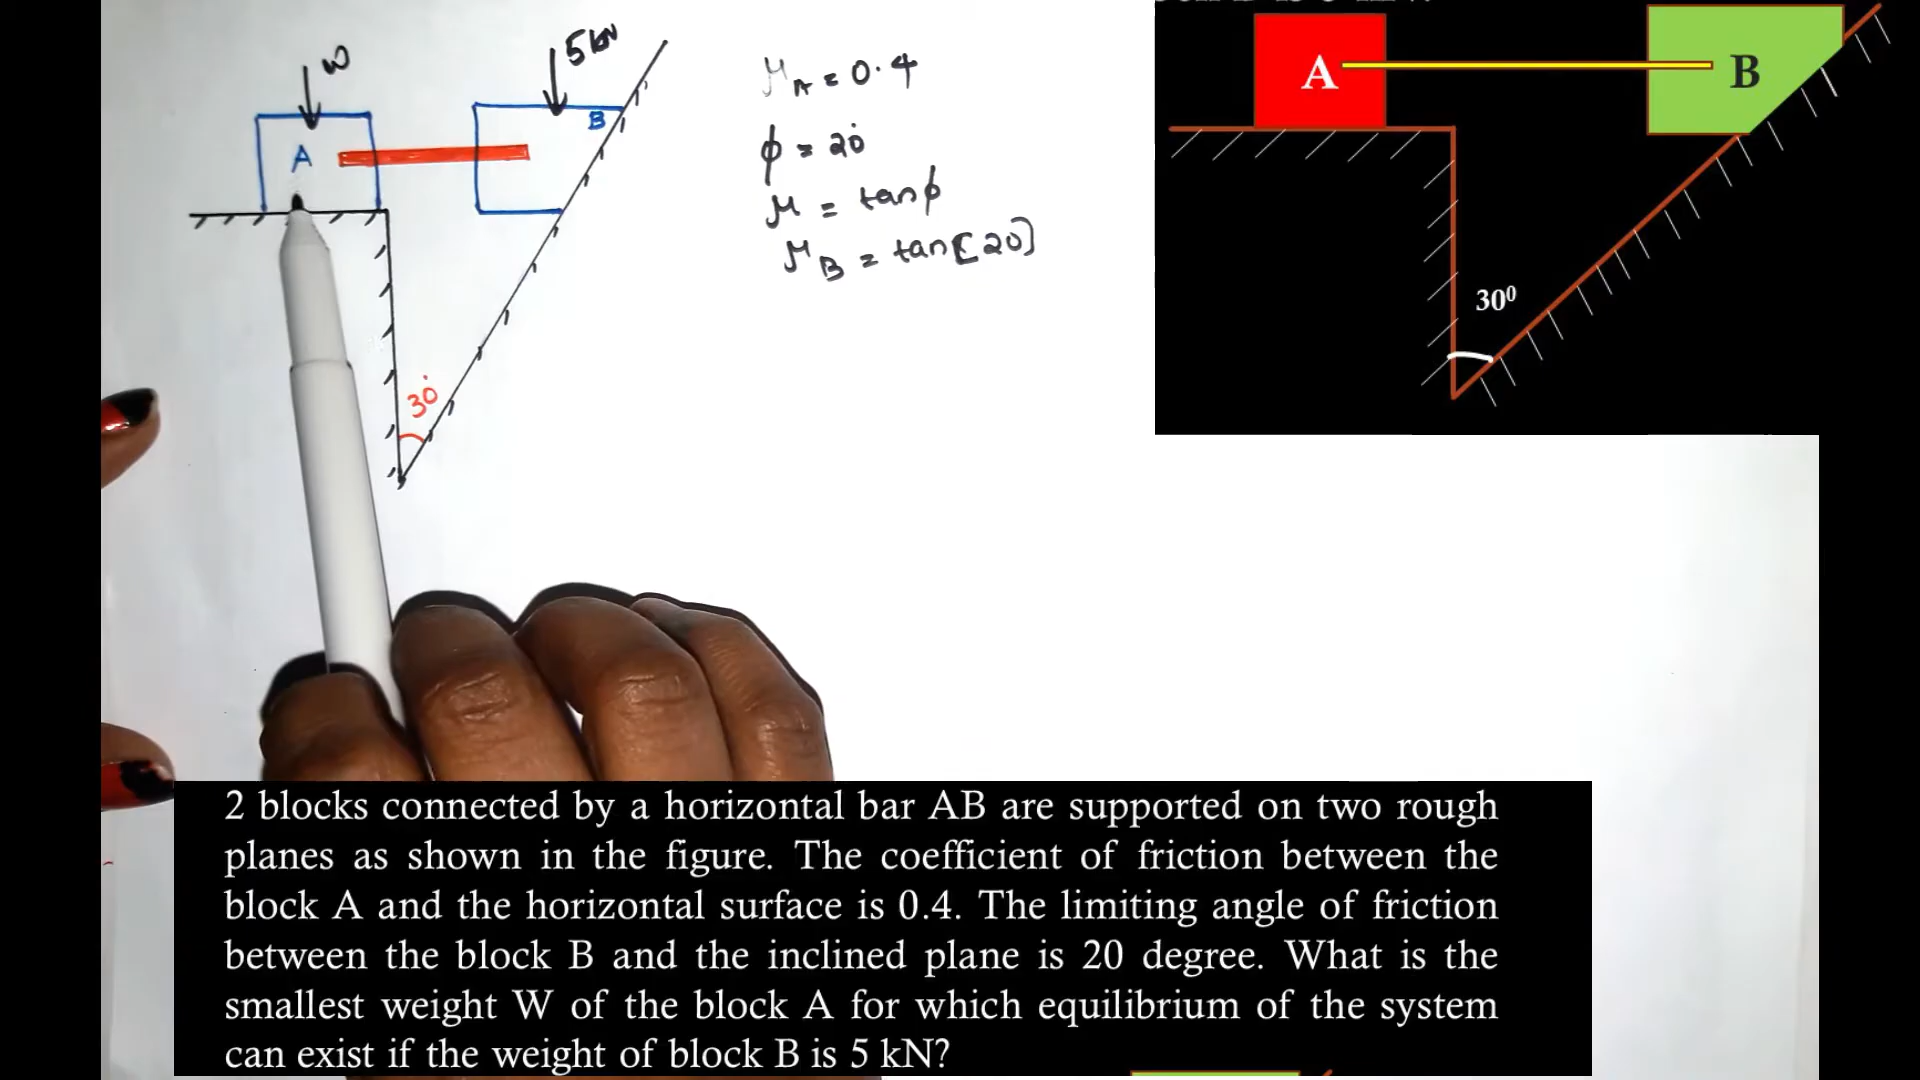 W
5kN
A
B
30°
μA = 0.4
ϕ = 20°
μ = tanϕ
μB = tan[20]
A
B
30⁰
2 blocks connected by a horizontal bar AB are supported on two rough
planes as shown in the figure. The coefficient of friction between the
block A and the horizontal surface is 0.4. The limiting angle of friction
between the block B and the inclined plane is 20 degree. What is the
smallest weight W of the block A for which equilibrium of the system
can exist if the weight of block B is 5 kN?